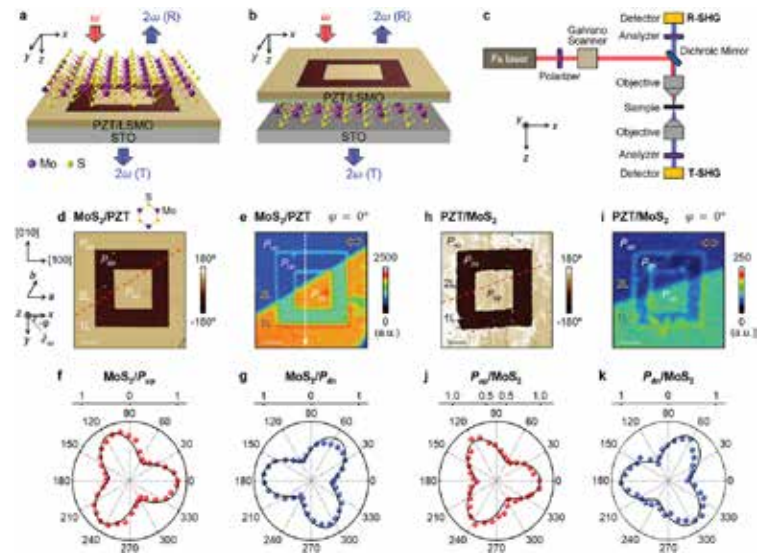 a
ω
2ω (R)
x
y
z
PZT/LSMO
STO
Mo
S
2ω (T)
b
ω
2ω (R)
x
y
z
PZT/LSMO
STO
2ω (T)
c
Detector
R-SHG
Analyzer
Galvano
Scanner
Fs laser
Polarizer
Dichroic Mirror
Objective
Sample
Objective
Analyzer
Detector
T-SHG
x
y
z
d MoS2/PZT
S
Mo
[010]
[100]
b
a
z
x
y
φ
Pup
Pdn
Pup
2L
1L
180°
-180°
e MoS2/PZT φ = 0°
Pup
Pdn
Pup
2L
1L
2500
0
(a.u.)
h PZT/MoS2
Pup
Pdn
Pup
2L
1L
180°
-180°
i PZT/MoS2 φ = 0°
2L
1L
250
0
(a.u.)
f MoS2/Pup
1 0 1
90
120 60
150 30
180 0
210 330
240 300
270
g MoS2/Pdn
1 0 1
90
120 60
150 30
180 0
210 330
240 300
270
j Pup/MoS2
1.0 0.5 0.5 1.0
90
120 60
150 30
180 0
210 330
240 300
270
k Pdn/MoS2
1 0 1
90
120 60
150 30
180 0
210 330
240 300
270